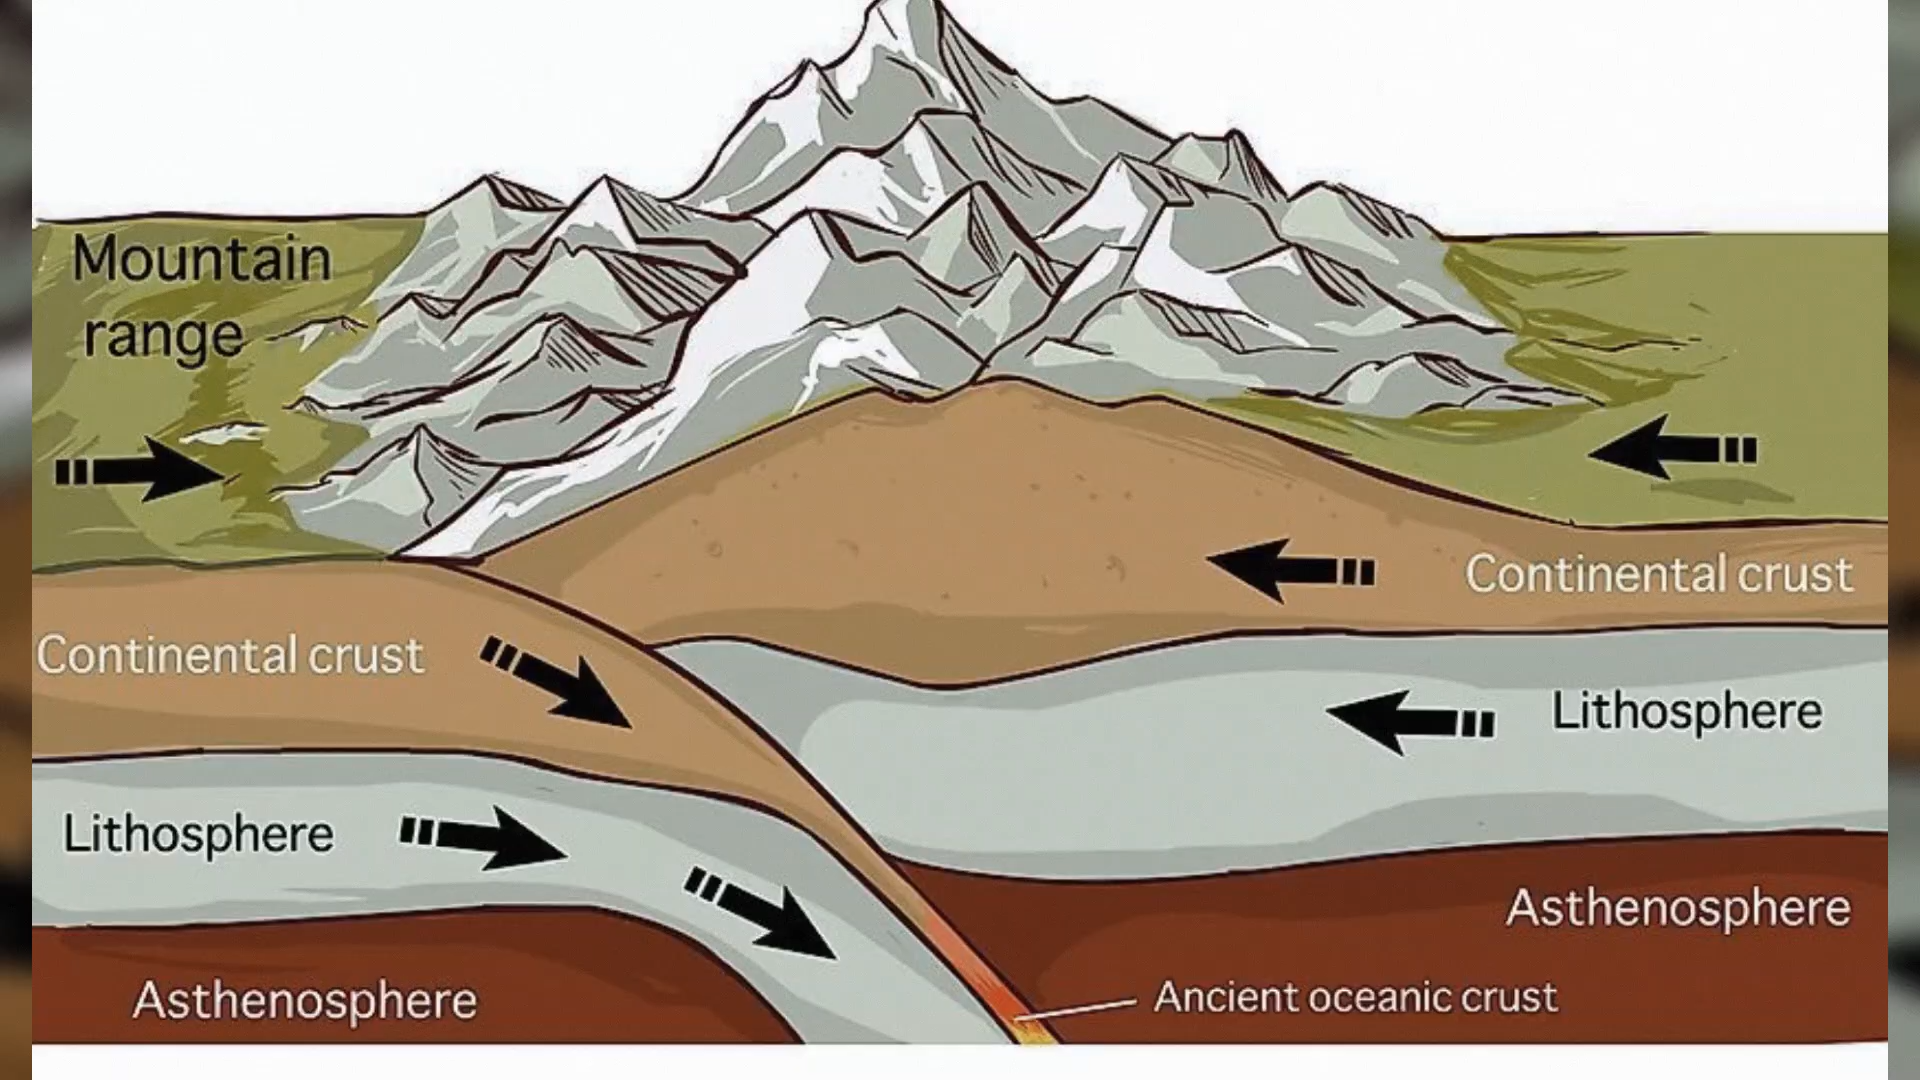 Mountain
range
Continental crust
Continental crust
Lithosphere
Lithosphere
Asthenosphere
Asthenosphere
Ancient oceanic crust